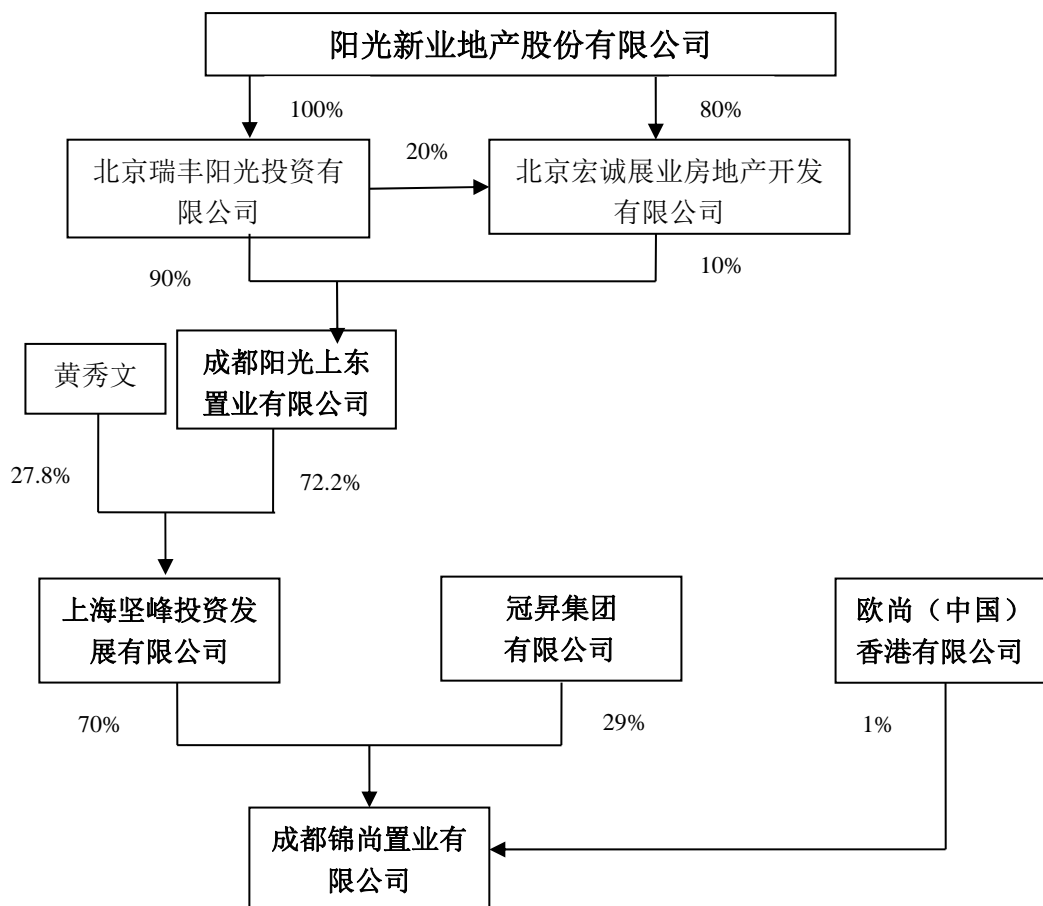 阳光新业地产股份有限公司
100%
80%
20%
北京瑞丰阳光投资有
限公司
北京宏诚展业房地产开发
有限公司
90%
10%
黄秀文
成都阳光上东
置业有限公司
27.8%
72.2%
上海坚峰投资发
展有限公司
冠昇集团
有限公司
欧尚（中国）
香港有限公司
70%
29%
1%
成都锦尚置业有
限公司